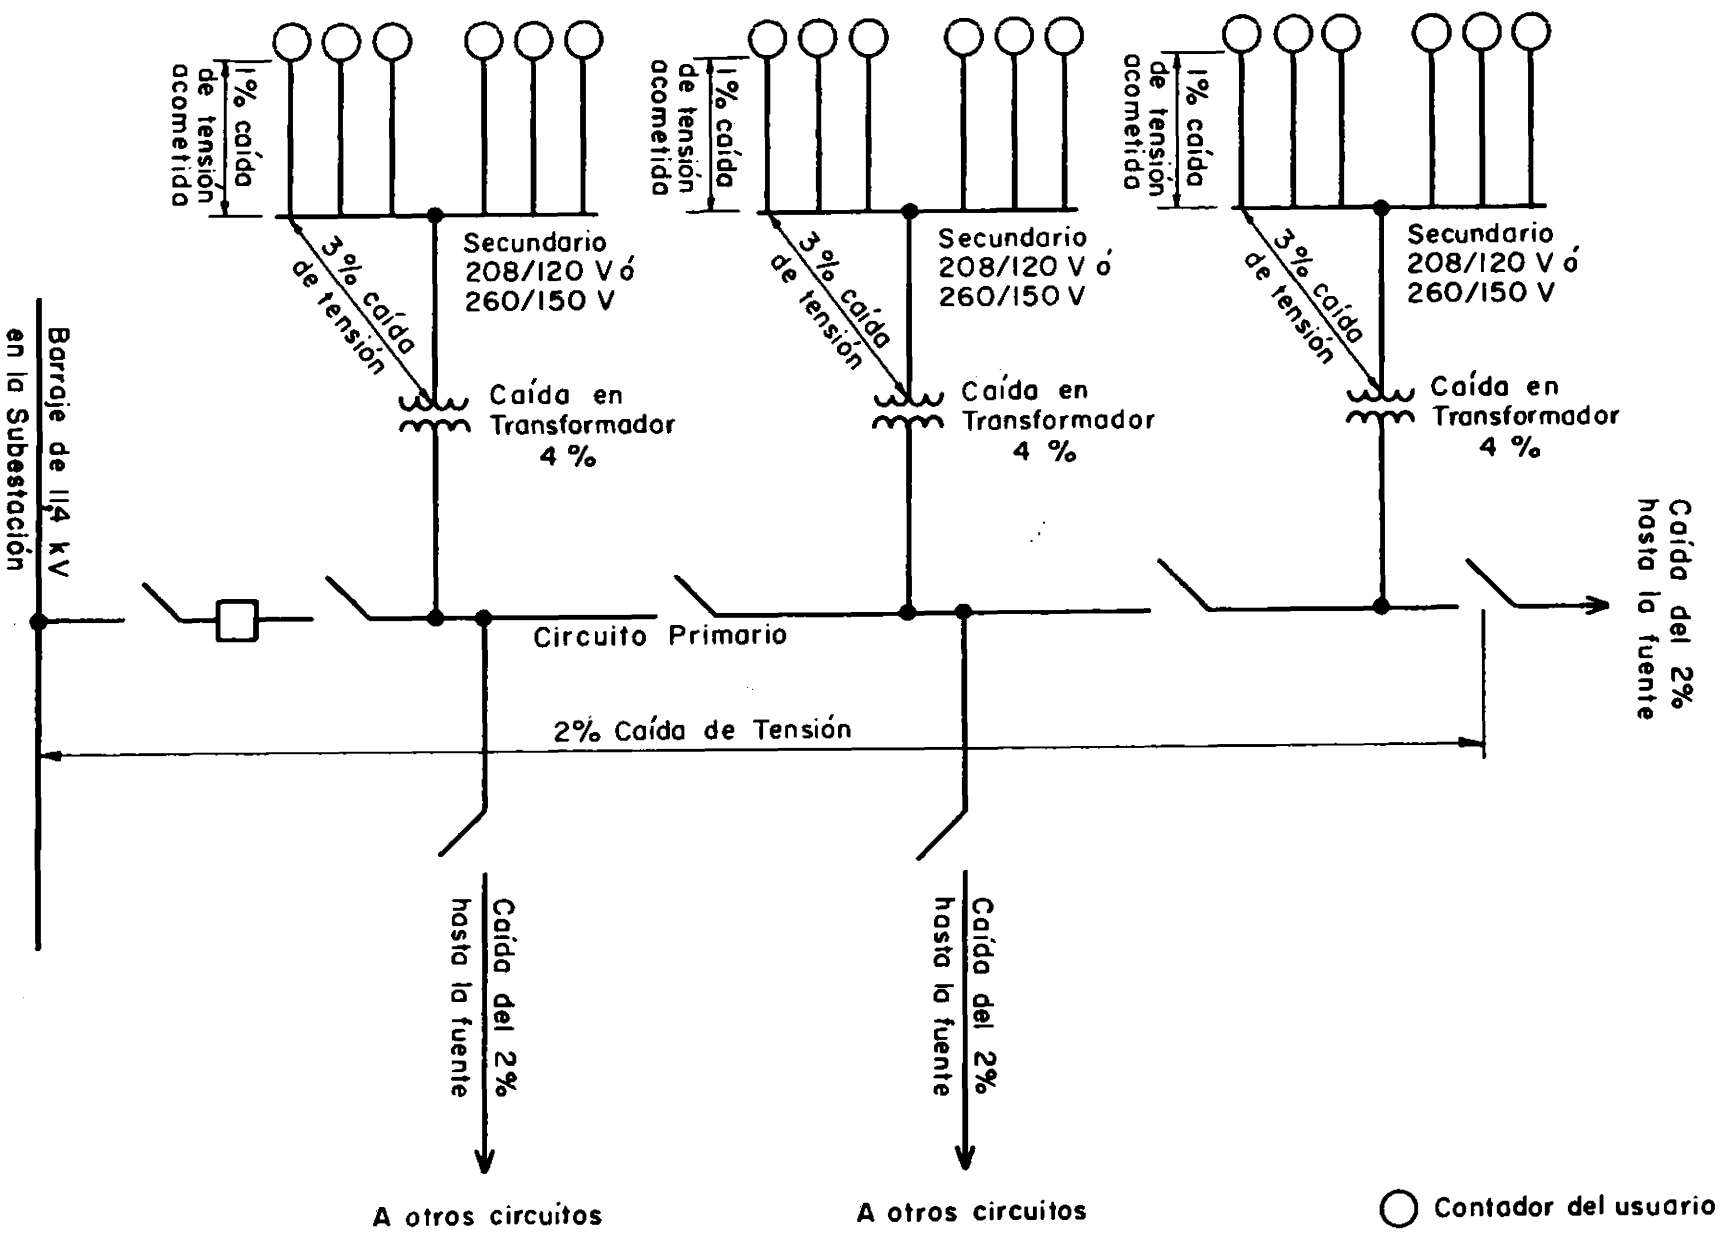 1% caída
de tensión
acometida
1% caída
de tensión
acometida
1% caída
de tensión
acometida
3% caída
de tensión
Secundario
208/120 V ó
260/150 V
3% caída
de tensión
Secundario
208/120 V ó
260/150 V
3% caída
de tensión
Secundario
208/120 V ó
260/150 V
Caída en
Transformador
4 %
Caída en
Transformador
4 %
Caída en
Transformador
4 %
Barraje de 11,4 kV
en la Subestación
Caída del 2%
hasta la fuente
Circuito Primario
2% Caída de Tensión
Caída del 2%
hasta la fuente
Caída del 2%
hasta la fuente
A otros circuitos
A otros circuitos
Contador del usuario